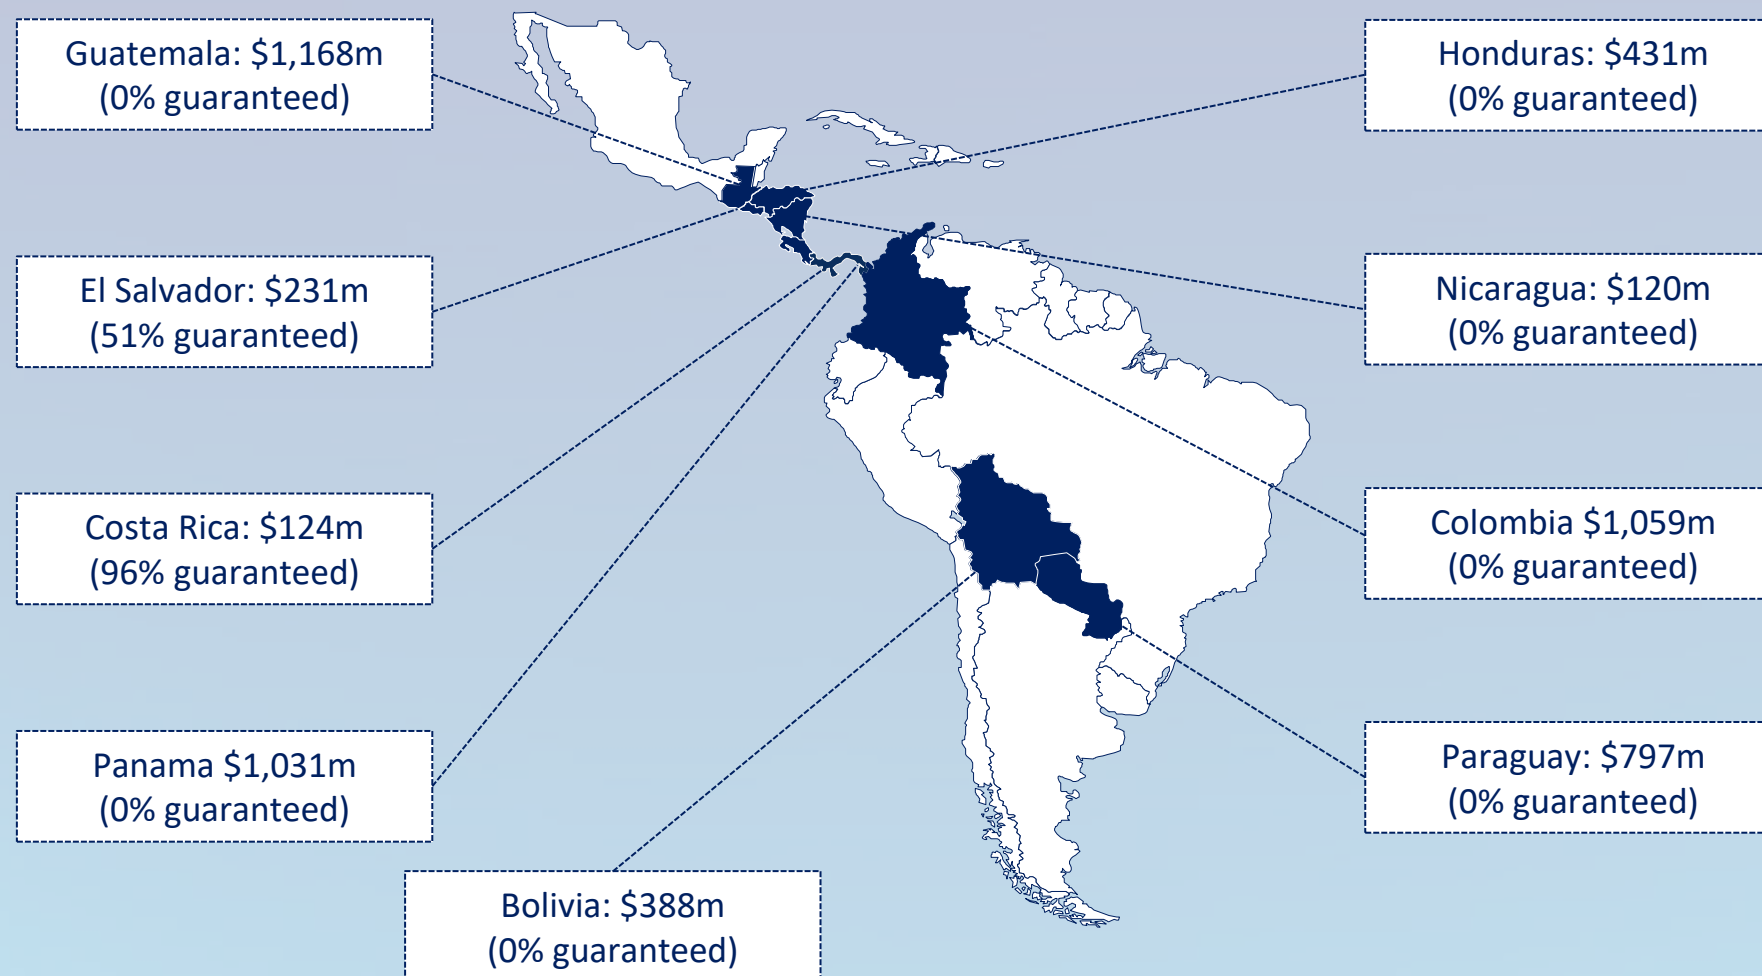 Guatemala: $1,168m
(0% guaranteed)
Honduras: $431m
(0% guaranteed)
El Salvador: $231m
(51% guaranteed)
Nicaragua: $120m
(0% guaranteed)
Costa Rica: $124m
(96% guaranteed)
Colombia $1,059m
(0% guaranteed)
Panama $1,031m
(0% guaranteed)
Paraguay: $797m
(0% guaranteed)
Bolivia: $388m
(0% guaranteed)